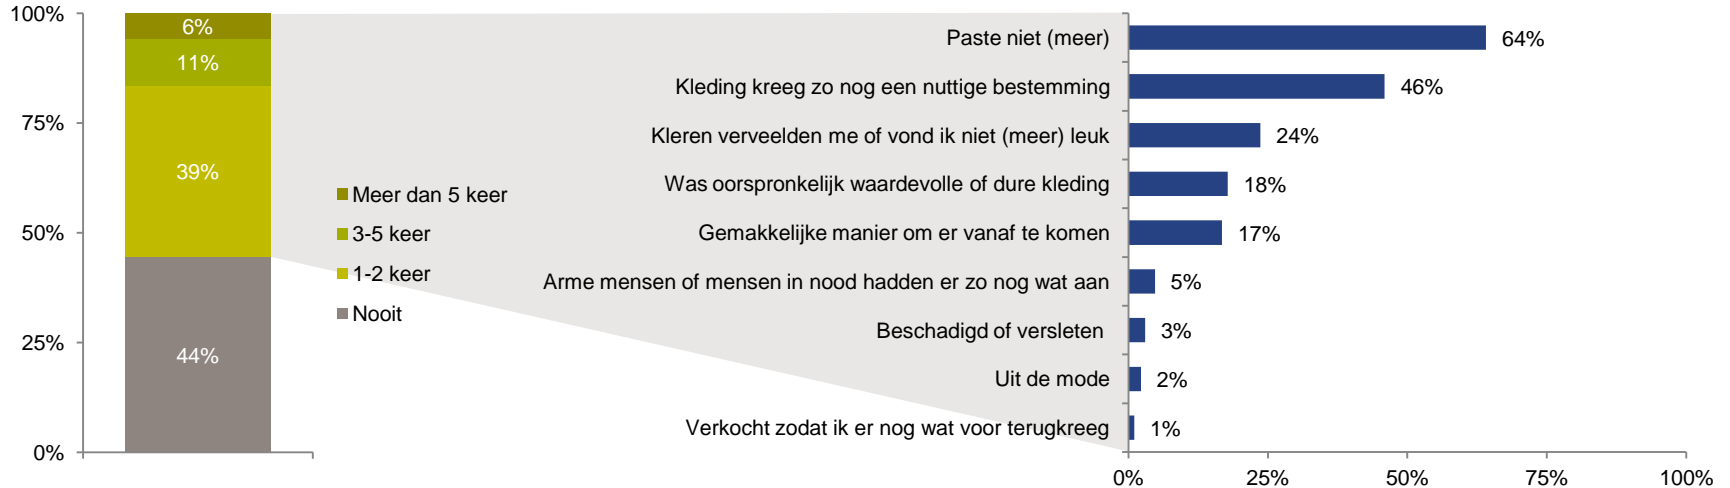 100%
75%
50%
25%
0%
6%
11%
39%
44%
Meer dan 5 keer
3-5 keer
1-2 keer
Nooit
Paste niet (meer) 64%
Kleding kreeg zo nog een nuttige bestemming 46%
Kleren verveelden me of vond ik niet (meer) leuk 24%
Was oorspronkelijk waardevolle of dure kleding 18%
Gemakkelijke manier om er vanaf te komen 17%
Arme mensen of mensen in nood hadden er zo nog wat aan 5%
Beschadigd of versleten 3%
Uit de mode 2%
Verkocht zodat ik er nog wat voor terugkreeg 1%
0% 25% 50% 75% 100%